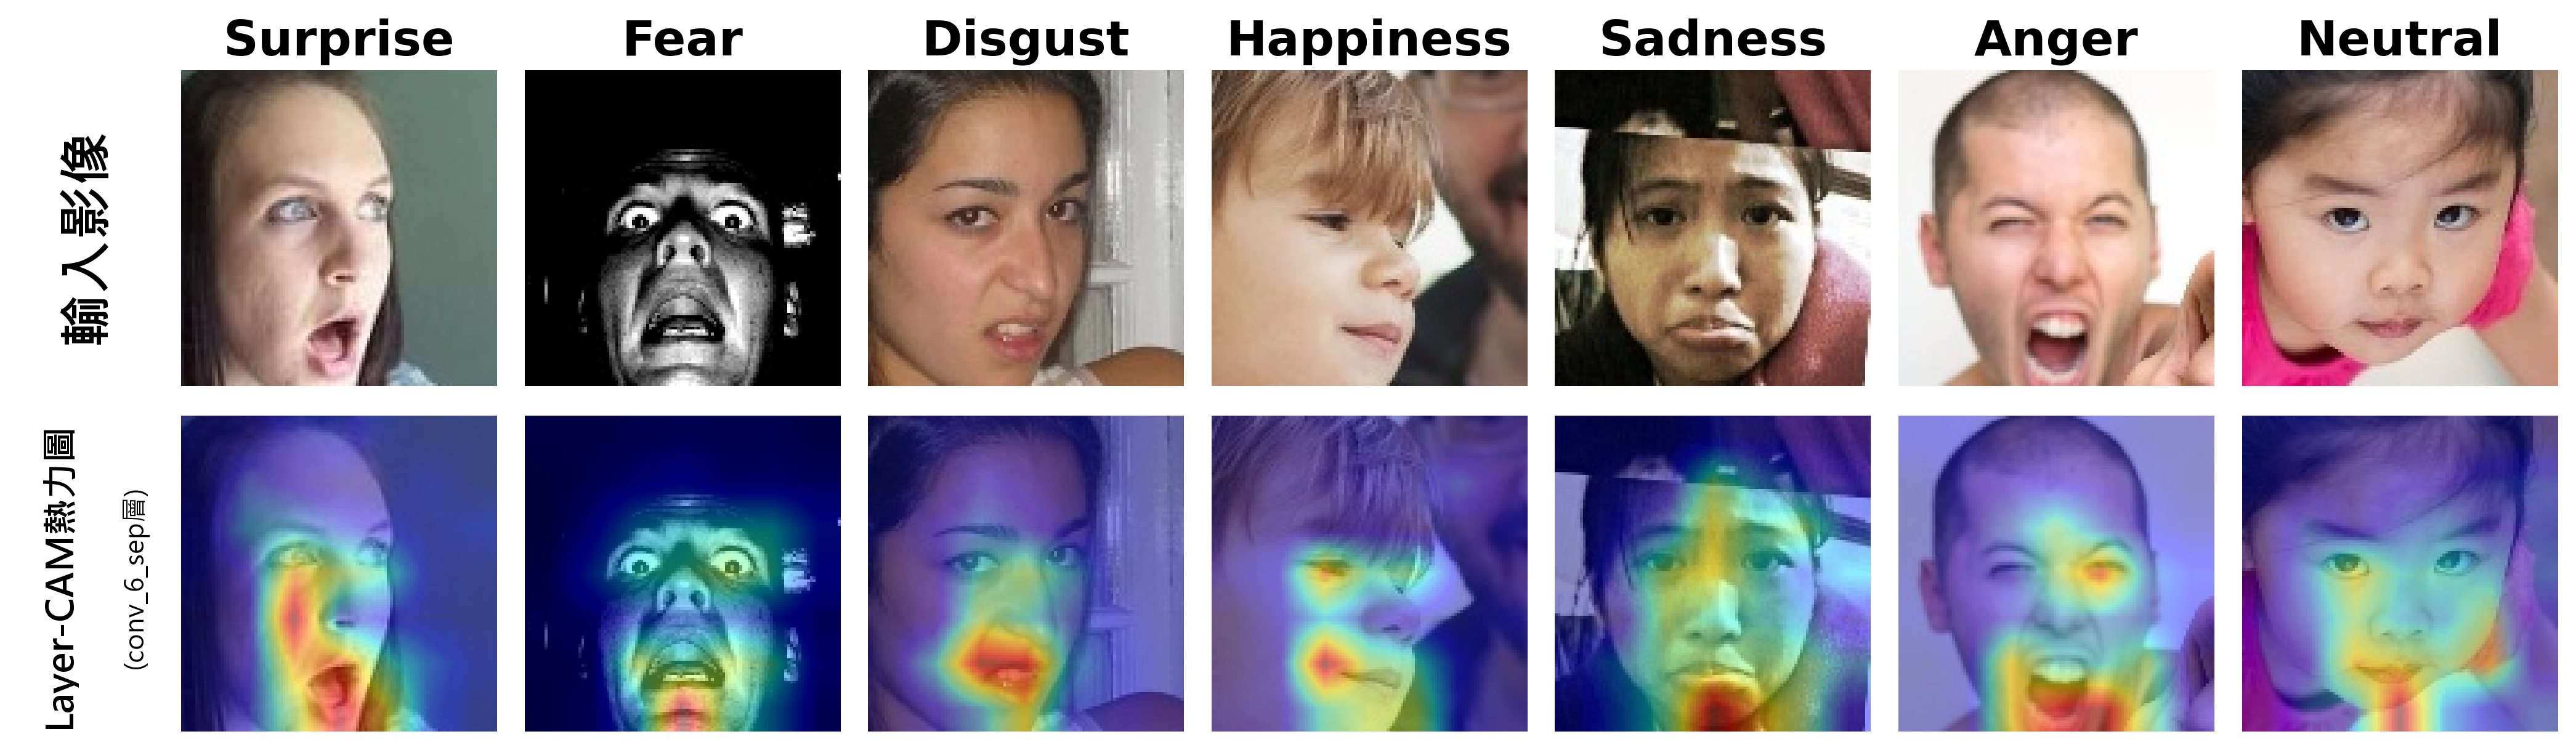 Surprise
Fear
Disgust
Happiness
Sadness
Anger
Neutral
輸入影像
Layer-CAM熱力圖
(conv_6_sep層)